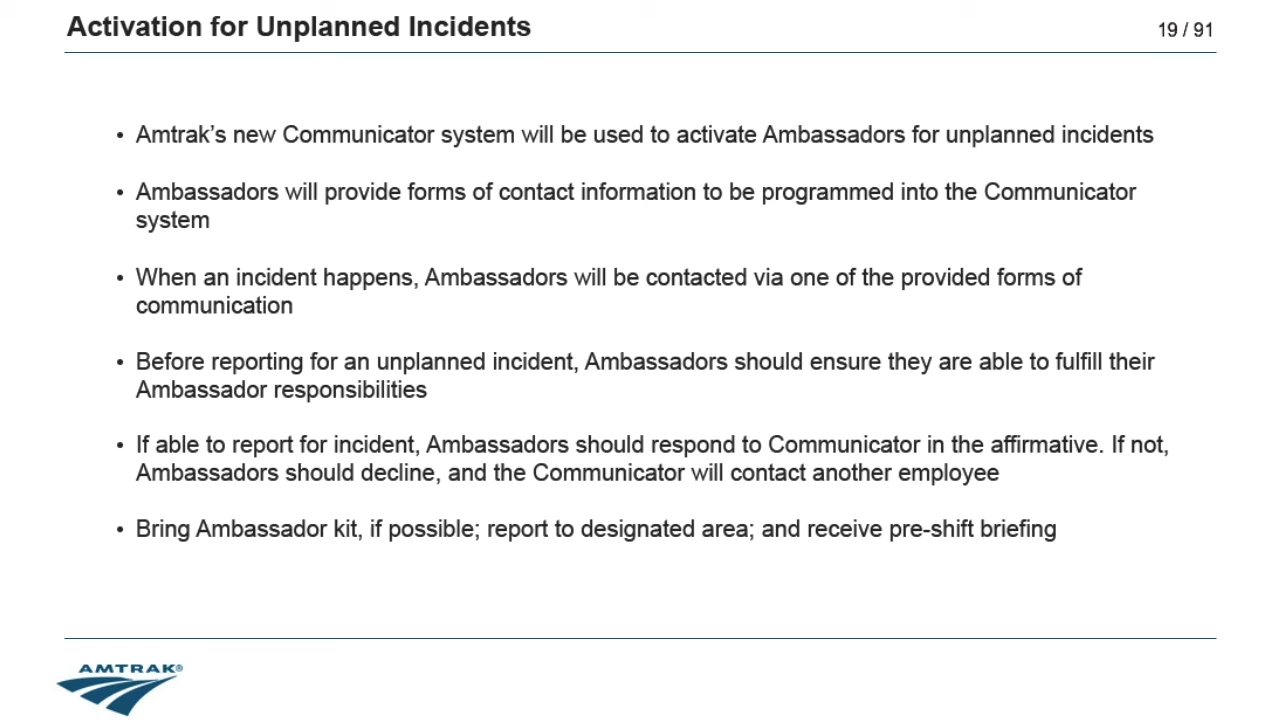 Activation for Unplanned Incidents
19 / 91
• Amtrak’s new Communicator system will be used to activate Ambassadors for unplanned incidents
• Ambassadors will provide forms of contact information to be programmed into the Communicator
system
• When an incident happens, Ambassadors will be contacted via one of the provided forms of
communication
• Before reporting for an unplanned incident, Ambassadors should ensure they are able to fulfill their
Ambassador responsibilities
• If able to report for incident, Ambassadors should respond to Communicator in the affirmative. If not,
Ambassadors should decline, and the Communicator will contact another employee
• Bring Ambassador kit, if possible; report to designated area; and receive pre-shift briefing
AMTRAK®